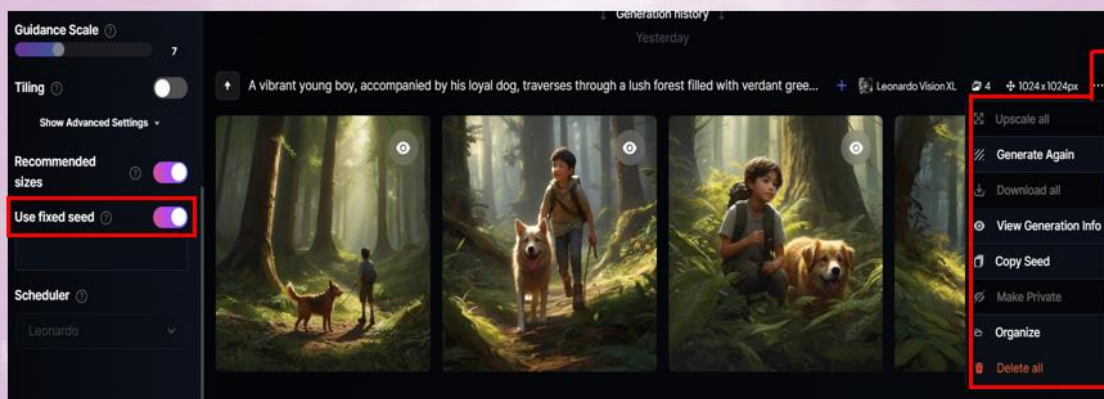 Guidance Scale
7
Tiling
Show Advanced Settings
Recommended
sizes
Use fixed seed
Scheduler
Leonardo
Generation history
Yesterday
A vibrant young boy, accompanied by his loyal dog, traverses through a lush forest filled with verdant gree...
Leonardo Vision XL
4
1024 x 1024px
Upscale all
Generate Again
Download all
View Generation Info
Copy Seed
Make Private
Organize
Delete all